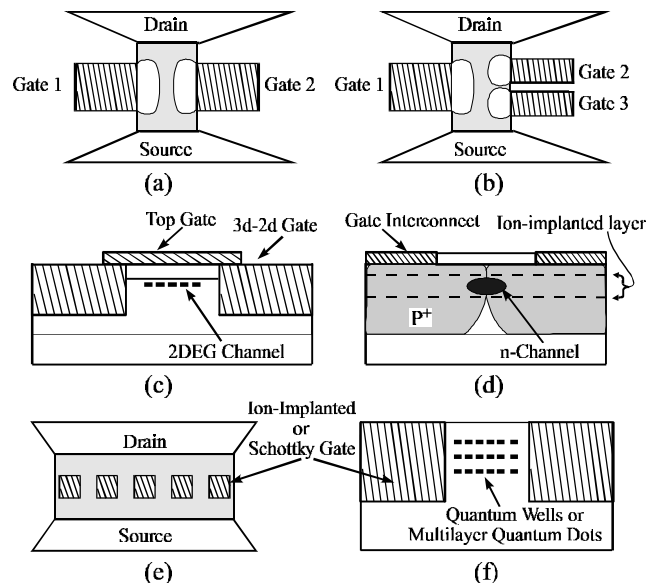 Drain
Gate 1
Gate 2
Source
(a)
Drain
Gate 1
Gate 2
Gate 3
Source
(b)
Top Gate
3d-2d Gate
2DEG Channel
(c)
Gate Interconnect
Ion-implanted layer
P+
n-Channel
(d)
Ion-Implanted
or
Schottky Gate
Drain
Source
(e)
Quantum Wells or
Multilayer Quantum Dots
(f)